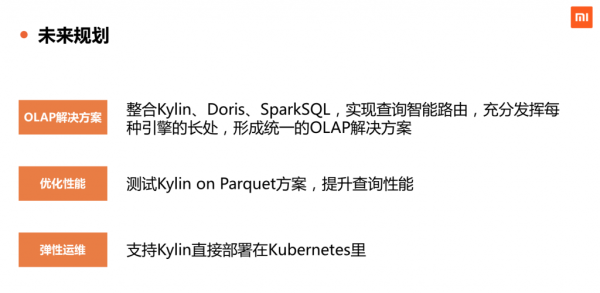 mi
未来规划
OLAP解决方案
整合Kylin、Doris、SparkSQL，实现查询智能路由，充分发挥每
种引擎的长处，形成统一的OLAP解决方案
优化性能
测试Kylin on Parquet方案，提升查询性能
弹性运维
支持Kylin直接部署在Kubernetes里